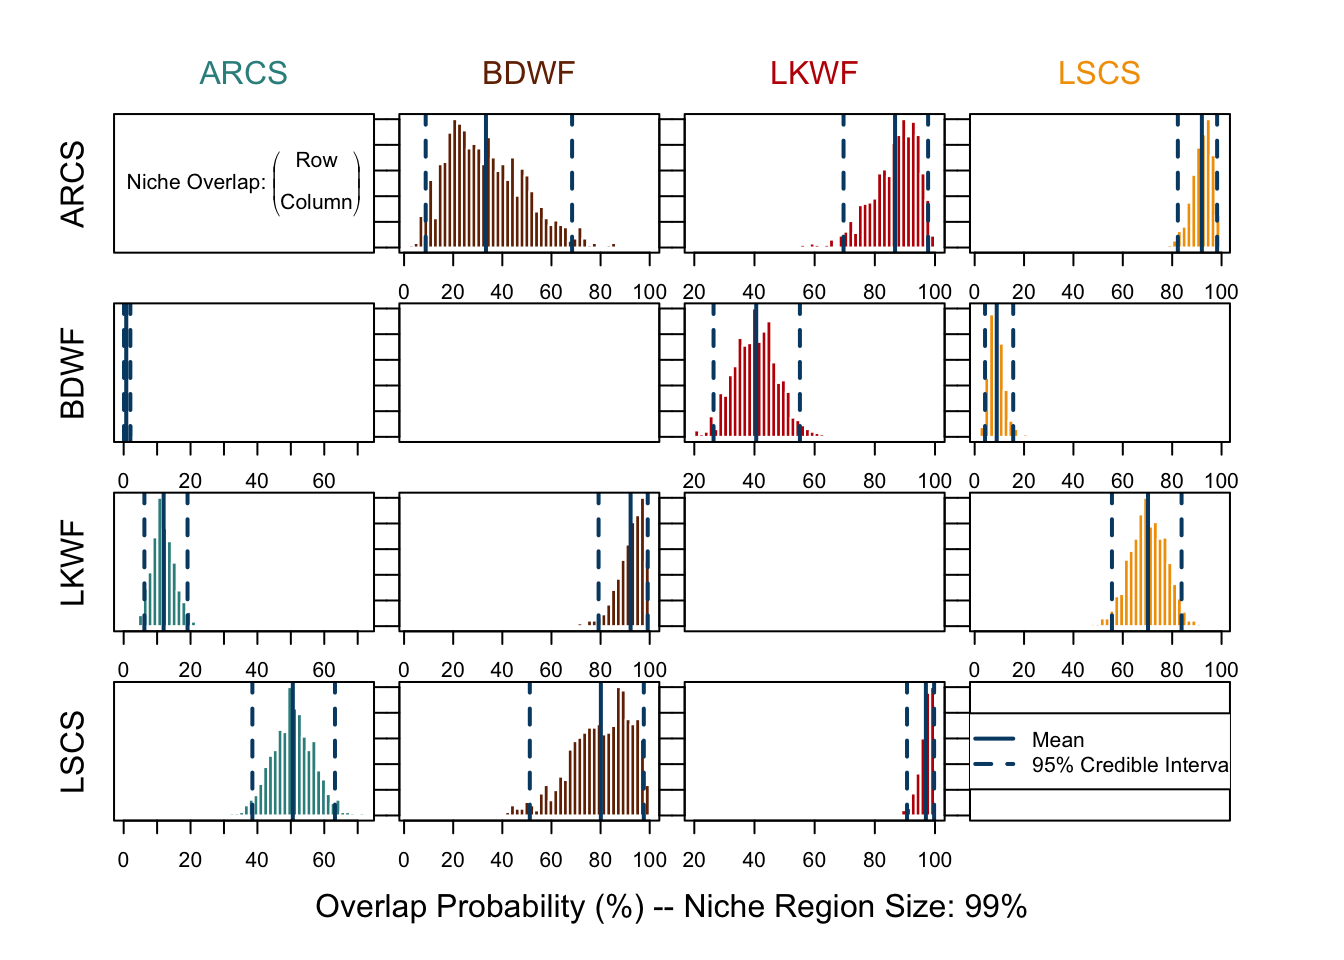 ARCS BDWF LKWF LSCS
ARCS
Niche Overlap: ( Row Column )
0 20 40 60 80 100 20 40 60 80 100 0 20 40 60 80 100
BDWF
0 20 40 60 20 40 60 80 100 0 20 40 60 80 100
LKWF
0 20 40 60 0 20 40 60 80 100 0 20 40 60 80 100
LSCS
Mean
95% Credible Interva
0 20 40 60 0 20 40 60 80 100 20 40 60 80 100
Overlap Probability (%) -- Niche Region Size: 99%